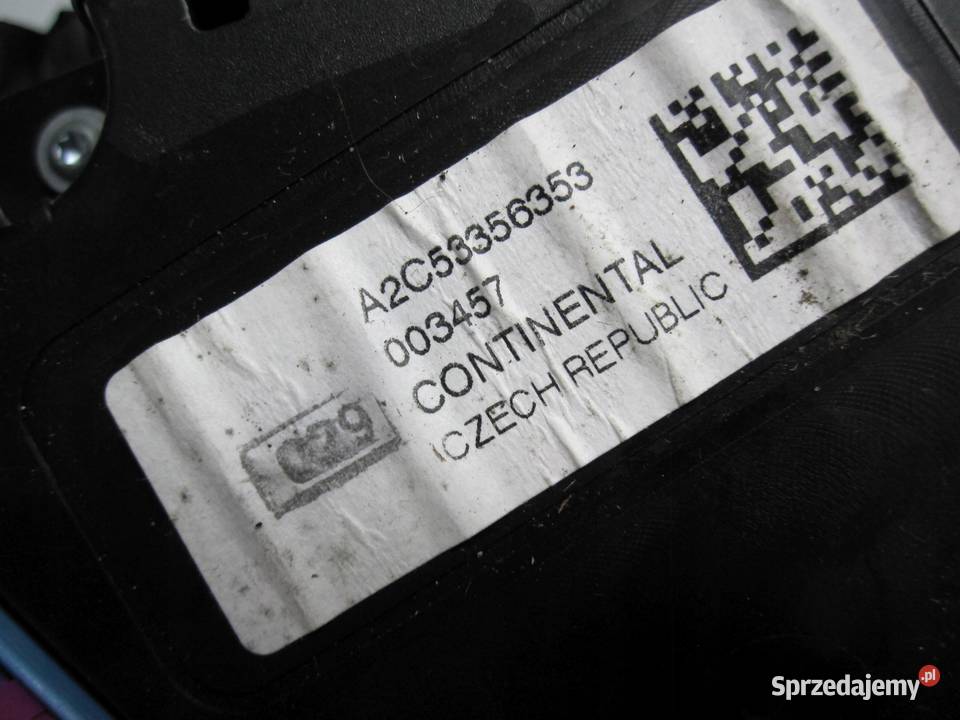 A2C53356353
003457
CONTINENTAL
CZECH REPUBLIC
Sprzedajemy.pl